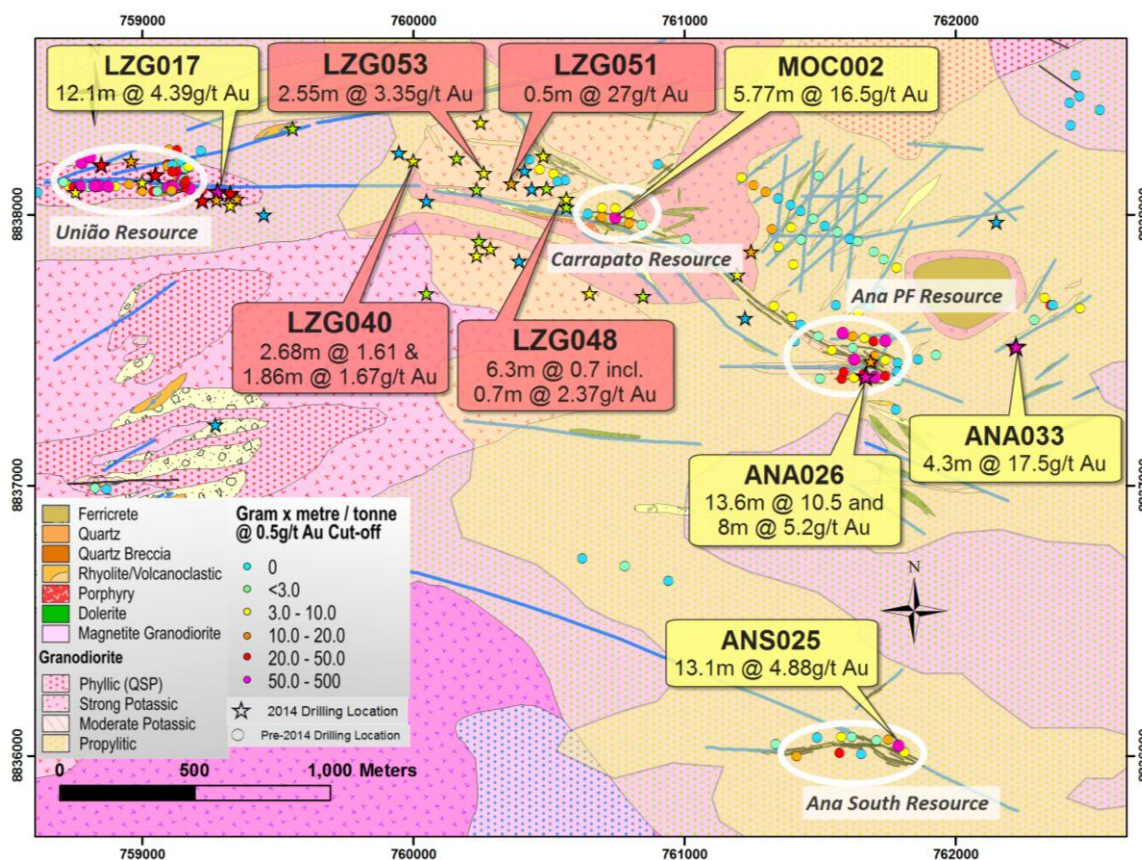 759000
760000
761000
762000
N
LZG017
12.1m @ 4.39g/t Au
LZG053
2.55m @ 3.35g/t Au
LZG051
0.5m @ 27g/t Au
MOC002
5.77m @ 16.5g/t Au
8838000
8838000
União Resource
Carrapato Resource
Ana PF Resource
LZG040
2.68m @ 1.61 &
1.86m @ 1.67g/t Au
LZG048
6.3m @ 0.7 incl.
0.7m @ 2.37g/t Au
ANA026
13.6m @ 10.5 and
8m @ 5.2g/t Au
ANA033
4.3m @ 17.5g/t Au
8837000
8837000
Ferricrete
Quartz
Quartz Breccia
Rhyolite/Volcanoclastic
Porphyry
Dolerite
Magnetite Granodiorite
Granodiorite
Phyllic (QSP)
Strong Potassic
Moderate Potassic
Propylitic
Gram x metre / tonne
@ 0.5g/t Au Cut-off
0
<3.0
3.0 - 10.0
10.0 - 20.0
20.0 - 50.0
50.0 - 500
2014 Drilling Location
Pre-2014 Drilling Location
N
ANS025
13.1m @ 4.88g/t Au
Ana South Resource
8836000
8836000
0
500
1,000 Meters
759000
760000
761000
762000